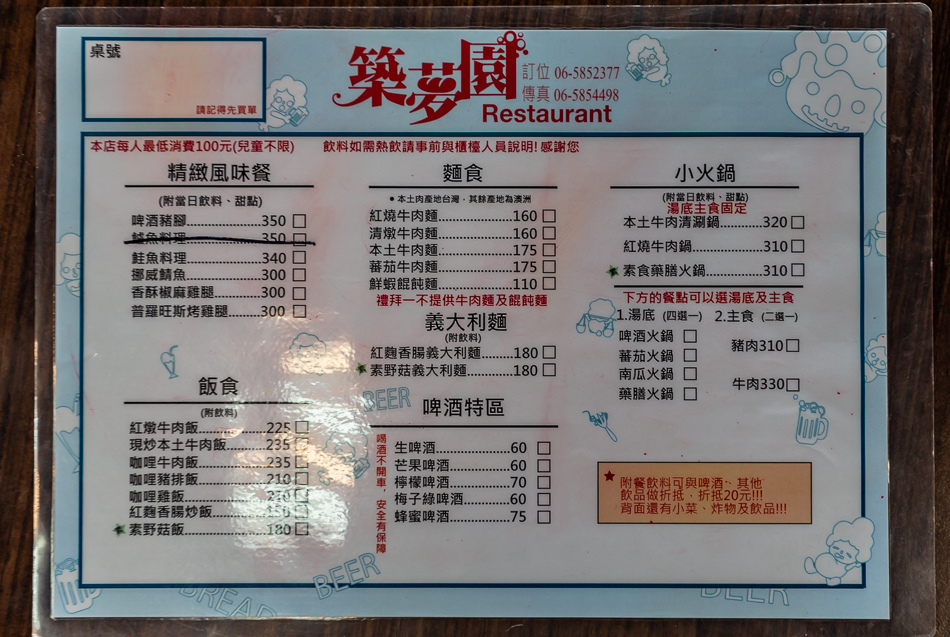 桌號
請記得先買單
築夢園
訂位 06-5852377
傳真 06-5854498
Restaurant
本店每人最低消費100元(兒童不限)
飲料如需熱飲請事前與櫃檯人員說明!感謝您
精緻風味餐
(附當日飲料、甜點)
啤酒豬腳.................350
鱸魚料理.................350
鮭魚料理.................340
挪威鯖魚.................300
香酥椒麻雞腿...........300
普羅旺斯烤雞腿........300
飯食
(附飲料)
紅燉牛肉飯..............225
現炒本土牛肉飯........235
咖哩牛肉飯..............235
咖哩豬排飯..............210
咖哩雞飯
紅麴香腸炒飯
素野菇飯.................180
麵食
●本土肉產地台灣,其餘產地為澳洲
紅燒牛肉麵..............160
清燉牛肉麵..............160
本土牛肉麵..............175
蕃茄牛肉麵..............175
鮮蝦餛飩麵..............110
禮拜一不提供牛肉麵及餛飩麵
義大利麵
(附飲料)
紅麴香腸義大利麵........180
素野菇義大利麵...........180
BEER
啤酒特區
喝酒不開車,安全有保障
生啤酒.................60
芒果啤酒..............60
檸檬啤酒..............70
梅子綠啤酒...........60
蜂蜜啤酒..............75
小火鍋
(附當日飲料、甜點)
湯底主食固定
本土牛肉清涮鍋........320
紅燒牛肉鍋..............310
素食藥膳火鍋...........310
下方的餐點可以選湯底及主食
1.湯底 (四選一) 2.主食 (二選一)
啤酒火鍋
蕃茄火鍋
南瓜火鍋
藥膳火鍋
豬肉310
牛肉330
附餐飲料可與啤酒、其他
飲品做折抵,折抵20元!!!
背面還有小菜、炸物及飲品!!!
BEER
BREAD
BEER